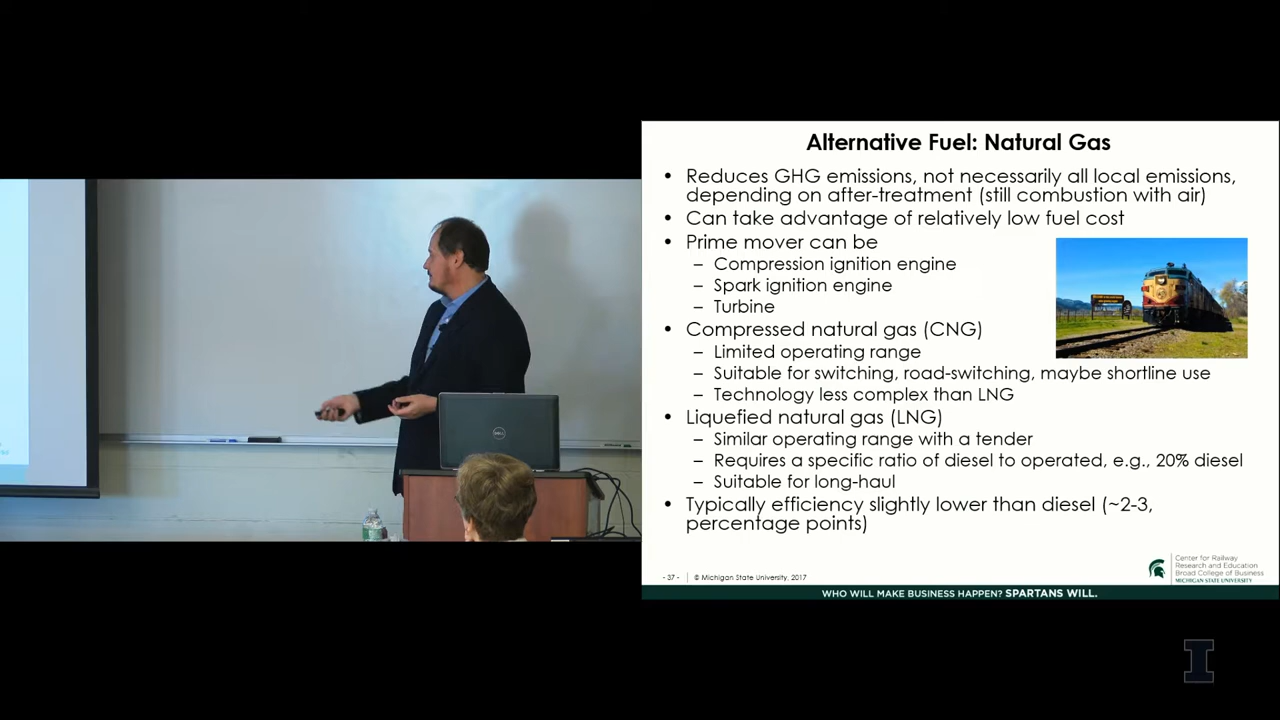 Alternative Fuel: Natural Gas
• Reduces GHG emissions, not necessarily all local emissions,
depending on after-treatment (still combustion with air)
• Can take advantage of relatively low fuel cost
• Prime mover can be
– Compression ignition engine
– Spark ignition engine
– Turbine
• Compressed natural gas (CNG)
– Limited operating range
– Suitable for switching, road-switching, maybe shortline use
– Technology less complex than LNG
• Liquefied natural gas (LNG)
– Similar operating range with a tender
– Requires a specific ratio of diesel to operated, e.g., 20% diesel
– Suitable for long-haul
• Typically efficiency slightly lower than diesel (~2-3,
percentage points)
- 37 -
© Michigan State University, 2017
Center for Railway
Research and Education
Broad College of Business
MICHIGAN STATE UNIVERSITY
WHO WILL MAKE BUSINESS HAPPEN? SPARTANS WILL.
DELL
I